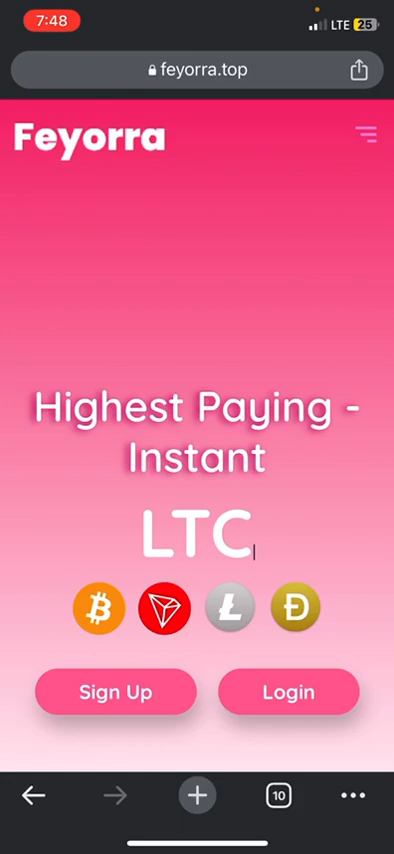 7:48
LTE 25
feyorra.top
Feyorra
Highest Paying -
Instant
LTC
Sign Up
Login
10